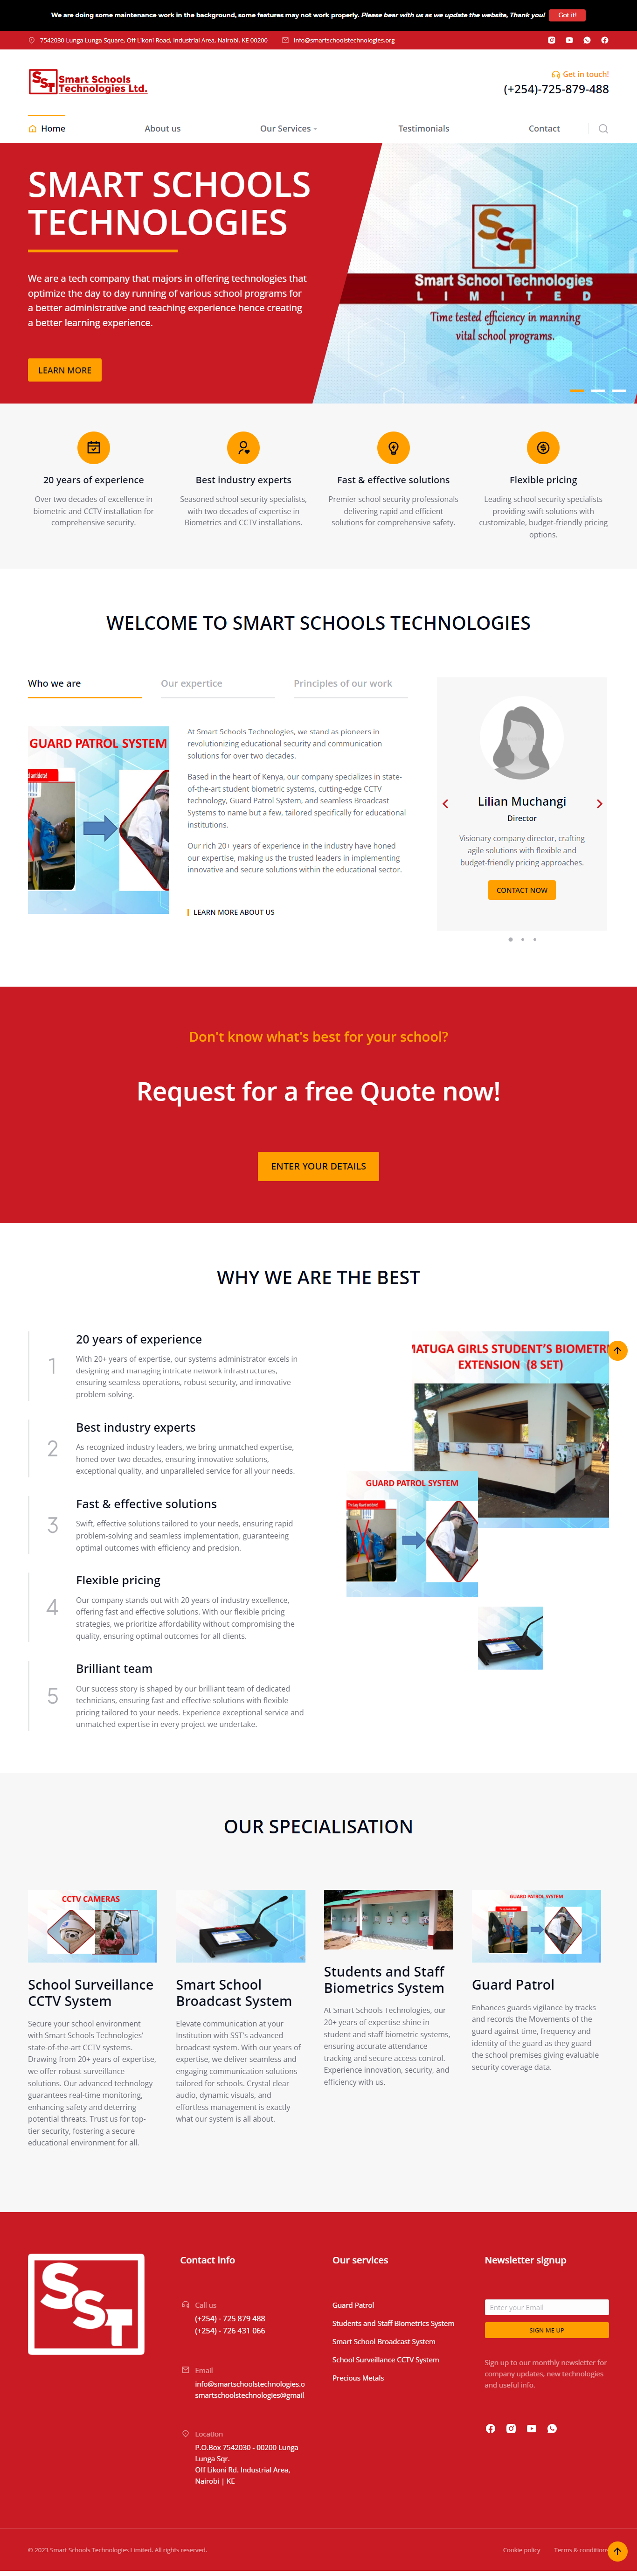 We are doing some maintenance work in the background, some features may not work properly. Please bear with us as we update the website, Thank you! Got It!
7542030 Lunga Lunga Square, Off Likoni Road, Industrial Area, Nairobi. KE 00200
info@smartschoolstechnologies.org
SST Smart Schools
Technologies Ltd.
Get in touch!
(+254)-725-879-488
Home
About us
Our Services
Testimonials
Contact
SMART SCHOOLS
TECHNOLOGIES
We are a tech company that majors in offering technologies that
optimize the day to day running of various school programs for
a better administrative and teaching experience hence creating
a better learning experience.
LEARN MORE
SST
Smart School Technologies
LIMITED
Time tested efficiency in manning
vital school programs.
20 years of experience
Over two decades of excellence in
biometric and CCTV installation for
comprehensive security.
Best industry experts
Seasoned school security specialists,
with two decades of expertise in
Biometrics and CCTV installations.
Fast & effective solutions
Premier school security professionals
delivering rapid and efficient
solutions for comprehensive safety.
Flexible pricing
Leading school security specialists
providing swift solutions with
customizable, budget-friendly pricing
options.
WELCOME TO SMART SCHOOLS TECHNOLOGIES
Who we are
Our expertice
Principles of our work
GUARD PATROL SYSTEM
At Smart Schools Technologies, we stand as pioneers in
revolutionizing educational security and communication
solutions for over two decades.
Based in the heart of Kenya, our company specializes in state-
of-the-art student biometric systems, cutting-edge CCTV
technology, Guard Patrol System, and seamless Broadcast
Systems to name but a few, tailored specifically for educational
institutions.
Our rich 20+ years of experience in the industry have honed
our expertise, making us the trusted leaders in implementing
innovative and secure solutions within the educational sector.
LEARN MORE ABOUT US
Lilian Muchangi
Director
Visionary company director, crafting
agile solutions with flexible and
budget-friendly pricing approaches.
CONTACT NOW
Don't know what's best for your school?
Request for a free Quote now!
ENTER YOUR DETAILS
WHY WE ARE THE BEST
1
20 years of experience
With 20+ years of expertise, our systems administrator excels in
designing and managing intricate network infrastructures,
ensuring seamless operations, robust security, and innovative
problem-solving.
2
Best industry experts
As recognized industry leaders, we bring unmatched expertise,
honed over two decades, ensuring innovative solutions,
exceptional quality, and unparalleled service for all your needs.
3
Fast & effective solutions
Swift, effective solutions tailored to your needs, ensuring rapid
problem-solving and seamless implementation, guaranteeing
optimal outcomes with efficiency and precision.
4
Flexible pricing
Our company stands out with 20 years of industry excellence,
offering fast and effective solutions. With our flexible pricing
strategies, we prioritize affordability without compromising the
quality, ensuring optimal outcomes for all clients.
5
Brilliant team
Our success story is shaped by our brilliant team of dedicated
technicians, ensuring fast and effective solutions with flexible
pricing tailored to your needs. Experience exceptional service and
unmatched expertise in every project we undertake.
MATUGA GIRLS STUDENT'S BIOMETRI
EXTENSION (8 SET)
GUARD PATROL SYSTEM
OUR SPECIALISATION
CCTV CAMERAS
School Surveillance
CCTV System
Secure your school environment
with Smart Schools Technologies'
state-of-the-art CCTV systems.
Drawing from 20+ years of expertise,
we offer robust surveillance
solutions. Our advanced technology
guarantees real-time monitoring,
enhancing safety and deterring
potential threats. Trust us for top-
tier security, fostering a secure
educational environment for all.
Smart School
Broadcast System
Elevate communication at your
Institution with SST's advanced
broadcast system. With our years of
expertise, we deliver seamless and
engaging communication solutions
tailored for schools. Crystal clear
audio, dynamic visuals, and
effortless management is exactly
what our system is all about.
Students and Staff
Biometrics System
At Smart Schools Technologies, our
20+ years of expertise shine in
student and staff biometric systems,
ensuring accurate attendance
tracking and secure access control.
Experience innovation, security, and
efficiency with us.
GUARD PATROL SYSTEM
Guard Patrol
Enhances guards vigilance by tracks
and records the Movements of the
guard against time, frequency and
identity of the guard as they guard
the school premises giving evaluable
security coverage data.
SST
Contact info
Call us
(+254) - 725 879 488
(+254) - 726 431 066
Email
info@smartschoolstechnologies.o
smartschoolstechnologies@gmail
Location
P.O.Box 7542030 - 00200 Lunga
Lunga Sqr.
Off Likoni Rd. Industrial Area,
Nairobi | KE
Our services
Guard Patrol
Students and Staff Biometrics System
Smart School Broadcast System
School Surveillance CCTV System
Precious Metals
Newsletter signup
Enter your Email
SIGN ME UP
Sign up to our monthly newsletter for
company updates, new technologies
and useful info.
© 2023 Smart Schools Technologies Limited. All rights reserved.
Cookie policy
Terms & condition